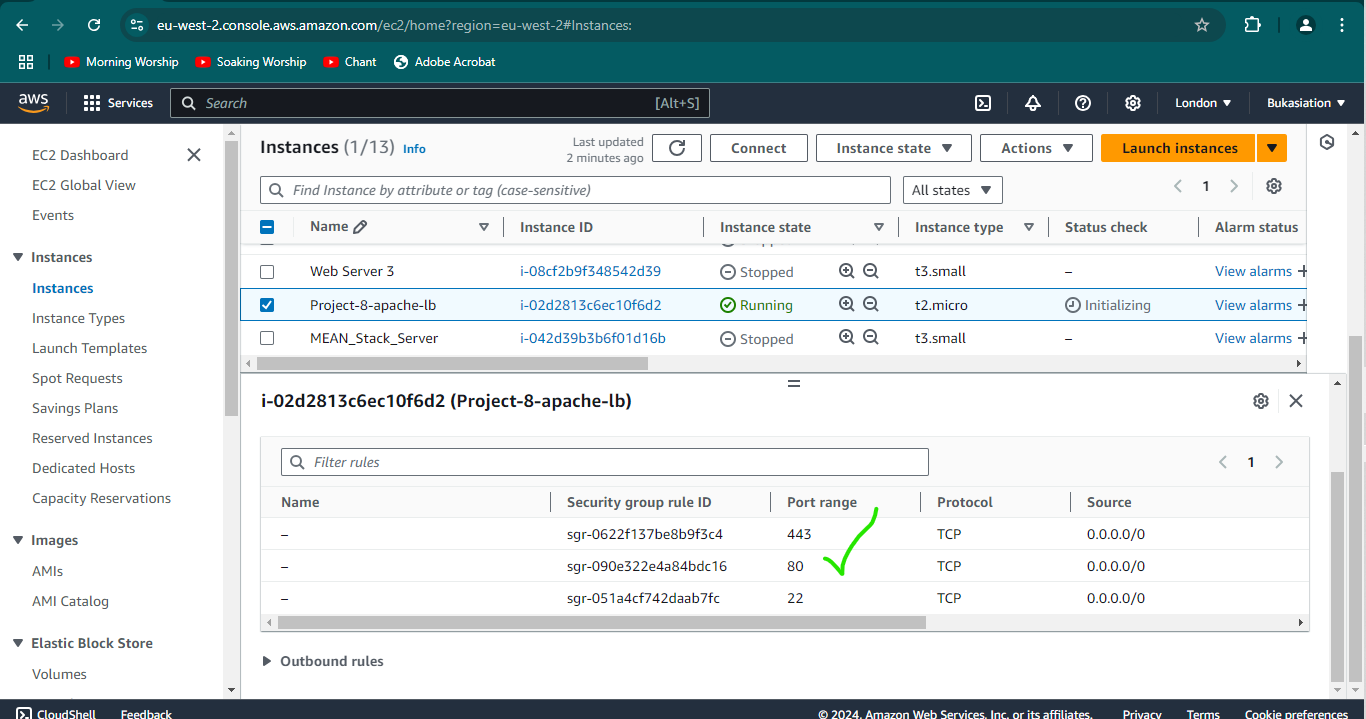 eu-west-2.console.aws.amazon.com/ec2/home?region=eu-west-2#Instances:
Morning Worship Soaking Worship Chant Adobe Acrobat
aws Services Search [Alt+S] London Bukasiation
EC2 Dashboard
EC2 Global View
Events
Instances
Instances
Instance Types
Launch Templates
Spot Requests
Savings Plans
Reserved Instances
Dedicated Hosts
Capacity Reservations
Images
AMIs
AMI Catalog
Elastic Block Store
Volumes
Instances (1/13) Info
Last updated
2 minutes ago
Connect Instance state Actions Launch instances
Find Instance by attribute or tag (case-sensitive) All states 1
Name Instance ID Instance state Instance type Status check Alarm status
Web Server 3 i-08cf2b9f348542d39 Stopped t3.small – View alarms +
Project-8-apache-lb i-02d2813c6ec10f6d2 Running t2.micro Initializing View alarms +
MEAN_Stack_Server i-042d39b3b6f01d16b Stopped t3.small – View alarms +
i-02d2813c6ec10f6d2 (Project-8-apache-lb)
Filter rules 1
Name Security group rule ID Port range Protocol Source
– sgr-0622f137be8b9f3c4 443 TCP 0.0.0.0/0
– sgr-090e322e4a84bdc16 80 TCP 0.0.0.0/0
– sgr-051a4cf742daab7fc 22 TCP 0.0.0.0/0
Outbound rules
CloudShell Feedback © 2024, Amazon Web Services, Inc. or its affiliates. Privacy Terms Cookie preferences